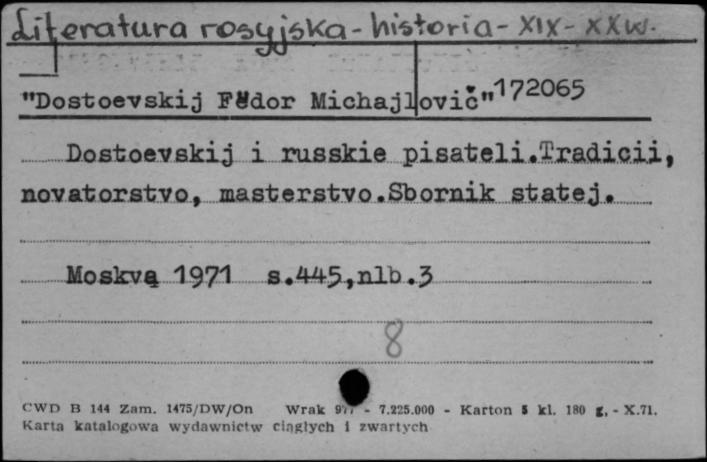 Literatura rosyjska - historia - XIX - XX w.
"Dostoevskij Fëdor Michajlovič" 172065
Dostoevskij i russkie pisateli.Tradicii,
novatorstvo, masterstvo.Sbornik statej.
Moskva 1971 s.445,nlb.3
8
CWD B 144 Zam. 1475/DW/On Wrak - 7.225.000 - Karton 5 kl. 180 g. - X.71.
Karta katalogowa wydawnictw ciągłych i zwartych